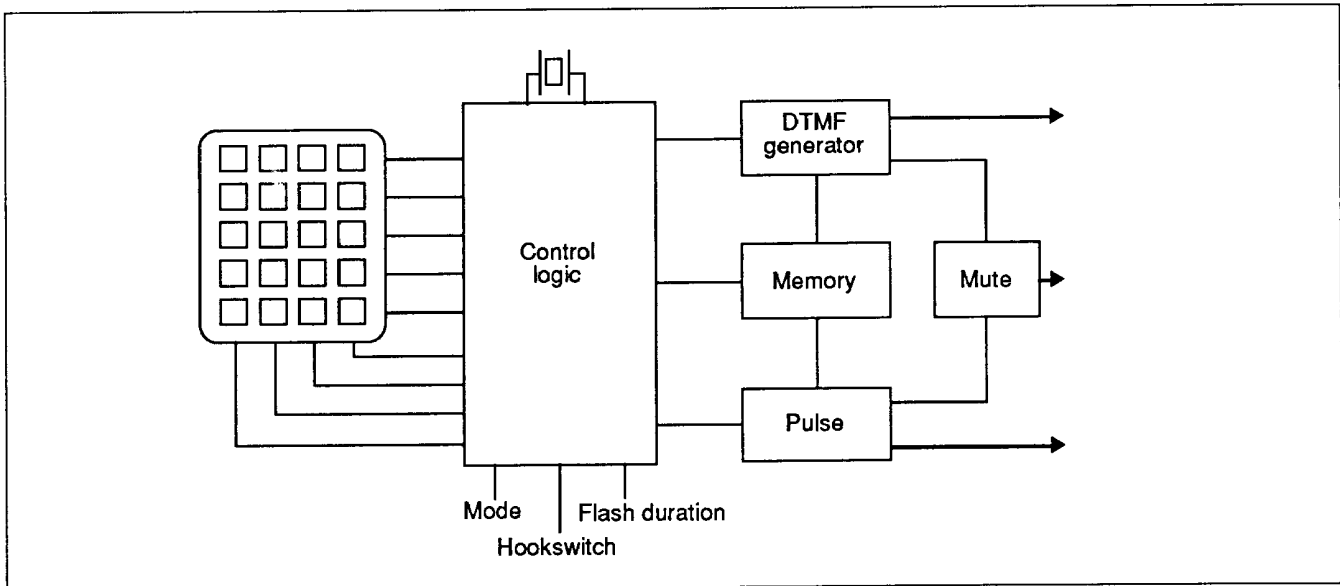 DTMF
generator
Control
logic
Memory
Mute
Pulse
Mode
Flash duration
Hookswitch